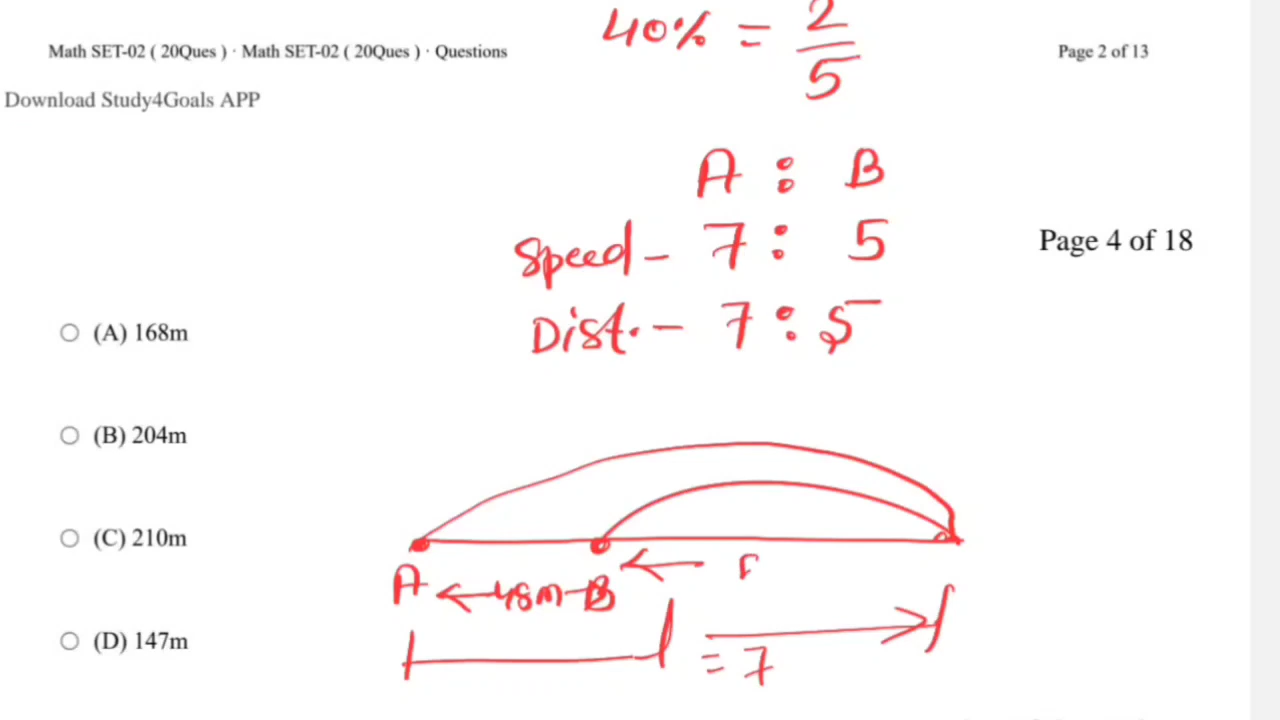 40% = 2/5
Math SET-02 ( 20Ques ) · Math SET-02 ( 20Ques ) · Questions
Page 2 of 13
Download Study4Goals APP
A : B
Speed - 7 : 5
Page 4 of 18
Dist. - 7 : 5
(A) 168m
(B) 204m
(C) 210m
A ← 48m - B
(D) 147m
= 7